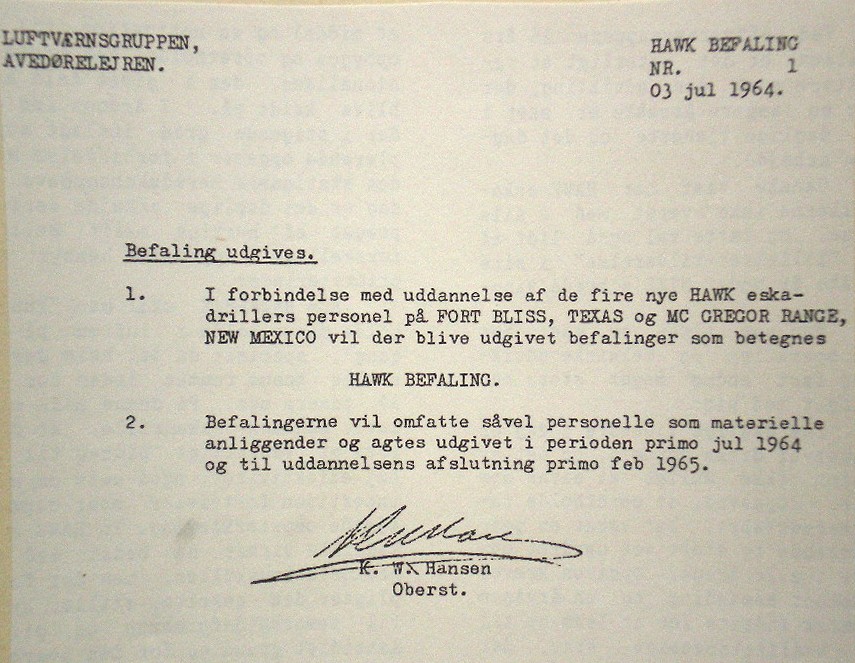 LUFTVÆRNSGRUPPEN,
AVEDØRELEJREN.
HAWK BEFALING
NR. 1
03 jul 1964.
Befaling udgives.
1. I forbindelse med uddannelse af de fire nye HAWK eska-
drillers personel på FORT BLISS, TEXAS og MC GREGOR RANGE,
NEW MEXICO vil der blive udgivet befalinger som betegnes
HAWK BEFALING.
2. Befalingerne vil omfatte såvel personelle som materielle
anliggender og agtes udgivet i perioden primo jul 1964
og til uddannelsens afslutning primo feb 1965.
K. W. Hansen
Oberst.